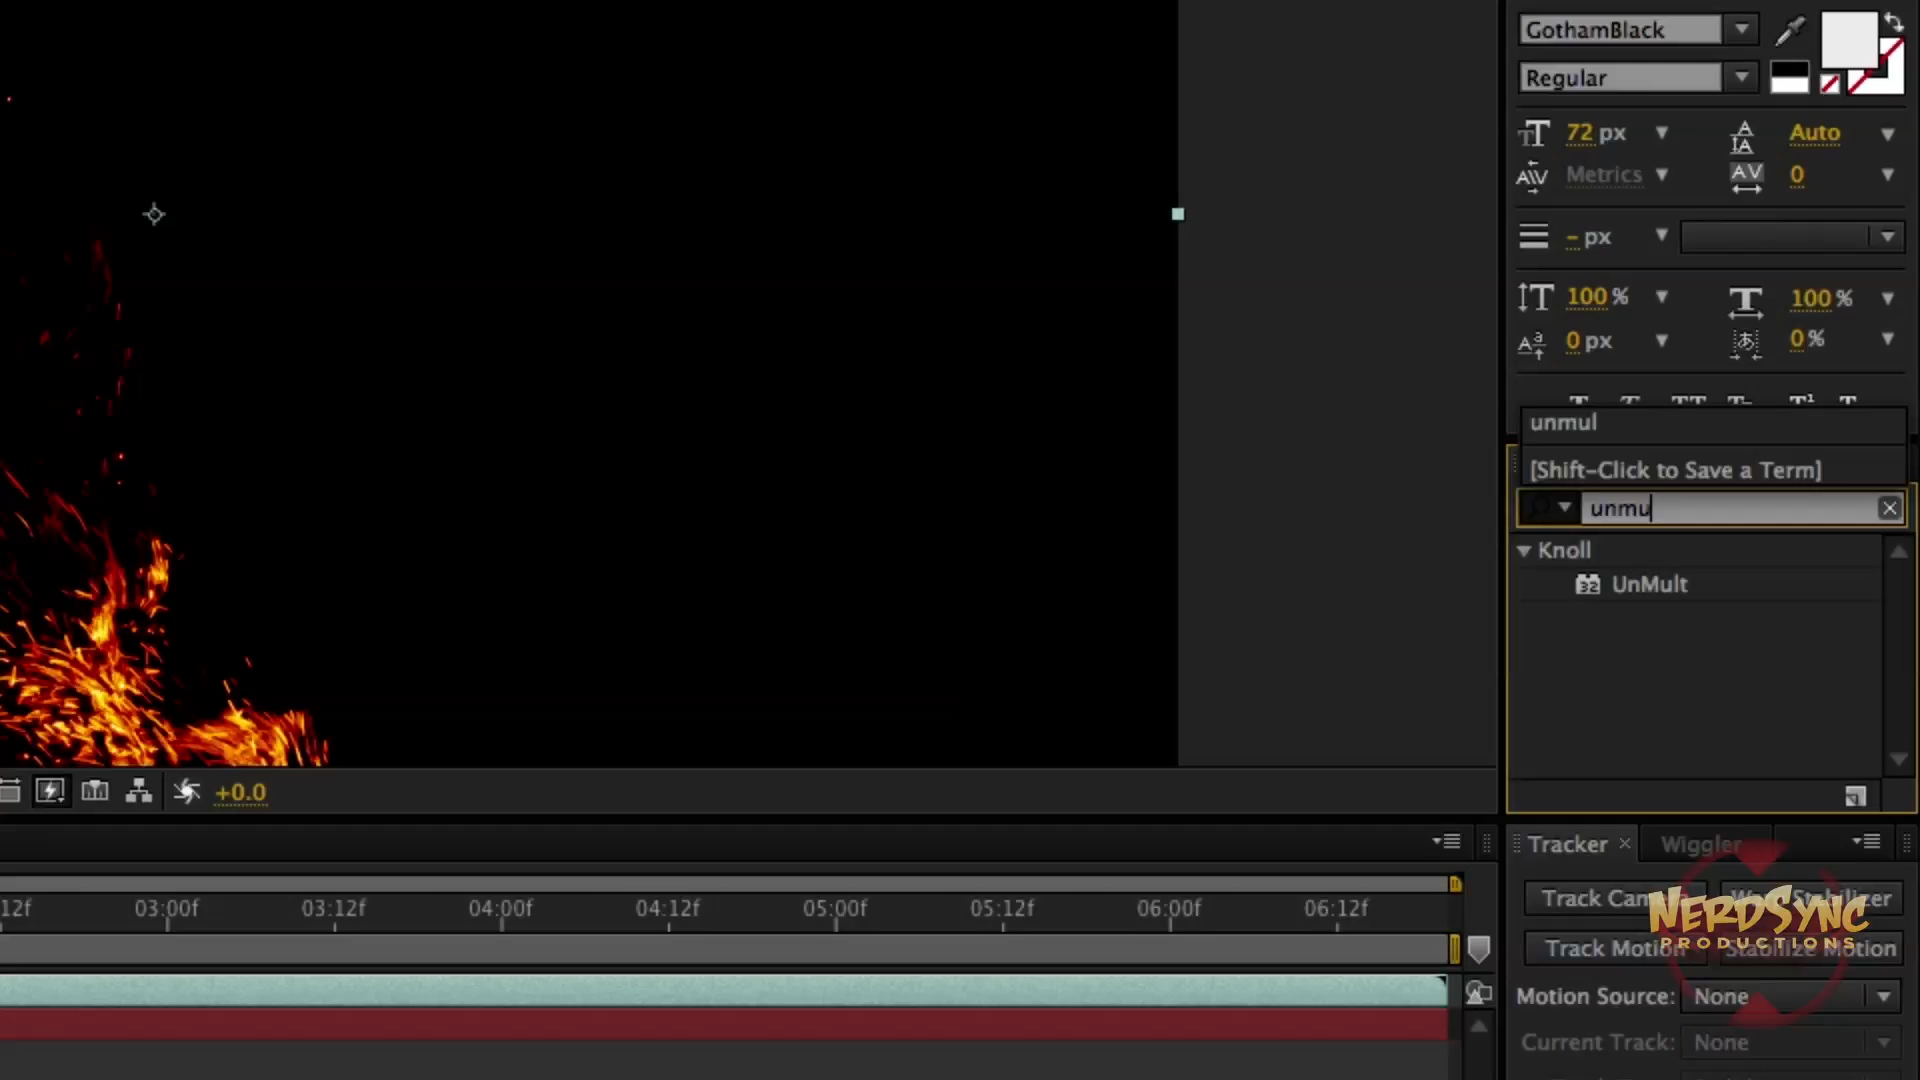 GothamBlack
Regular
72 px
Auto
Metrics
0
- px
100 %
100 %
0 px
0 %
unmul
[Shift-Click to Save a Term]
unmu
Knoll
32 UnMult
+0.0
Tracker
Wiggler
12f 03:00f 03:12f 04:00f 04:12f 05:00f 05:12f 06:00f 06:12f
Track Camera
Warp Stabilizer
NERDSYNC
PRODUCTIONS
Track Motion
Stabilize Motion
Motion Source: None
Current Track: None